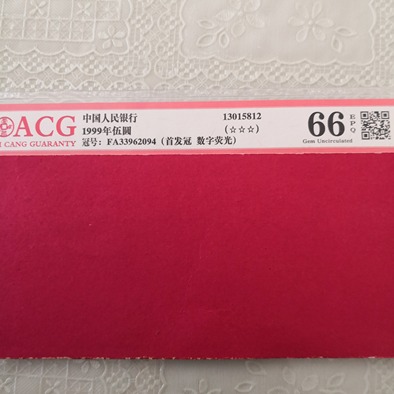 ACG
CANG GUARANTY
中国人民银行
1999年伍圆
冠号：FA33962094（首发冠 数字荧光）
13015812
(☆☆☆)
66
EPQ
Gem Uncirculated